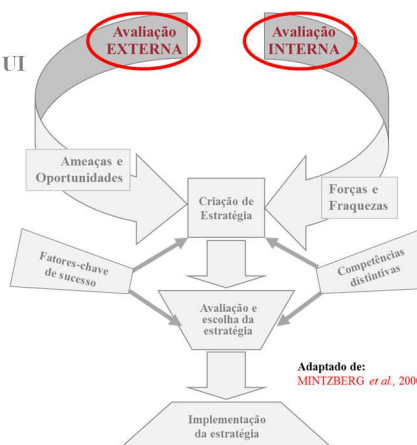 Avaliação
EXTERNA
Avaliação
INTERNA
UI
Ameaças e
Oportunidades
Forças e
Fraquezas
Criação de
Estratégia
Fatores-chave
de sucesso
Competências
distintivas
Avaliação e
escolha da
estratégia
Adaptado de:
MINTZBERG et al., 200
Implementação
da estratégia